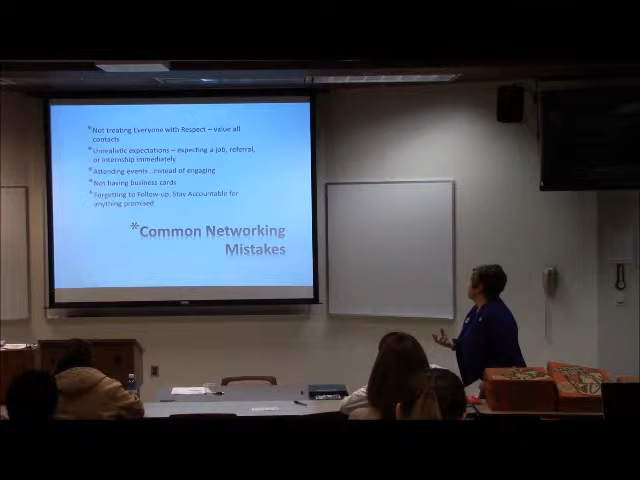 *Not treating Everyone with Respect – value all
contacts
*Unrealistic expectations – expecting a job, referral,
or internship immediately
*Attending events...instead of engaging
*Not having business cards
*Forgetting to Follow-up, Stay Accountable for
anything promised
*Common Networking
Mistakes